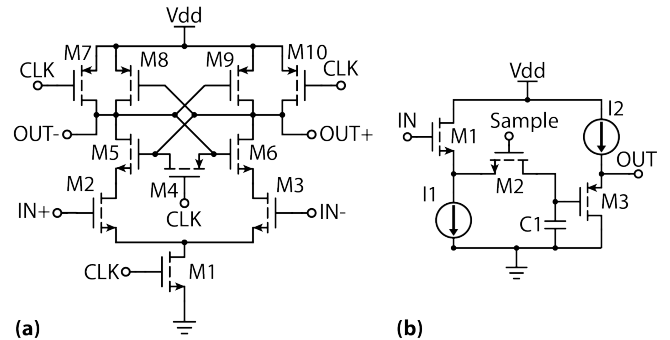 Vdd
M7 M8 M9 M10
CLK CLK
OUT- OUT+
M5 M6
M4
M2 CLK M3
IN+ IN-
CLK M1
(a)
Vdd
I2
IN M1 Sample
OUT
M2 M3
I1 C1
(b)